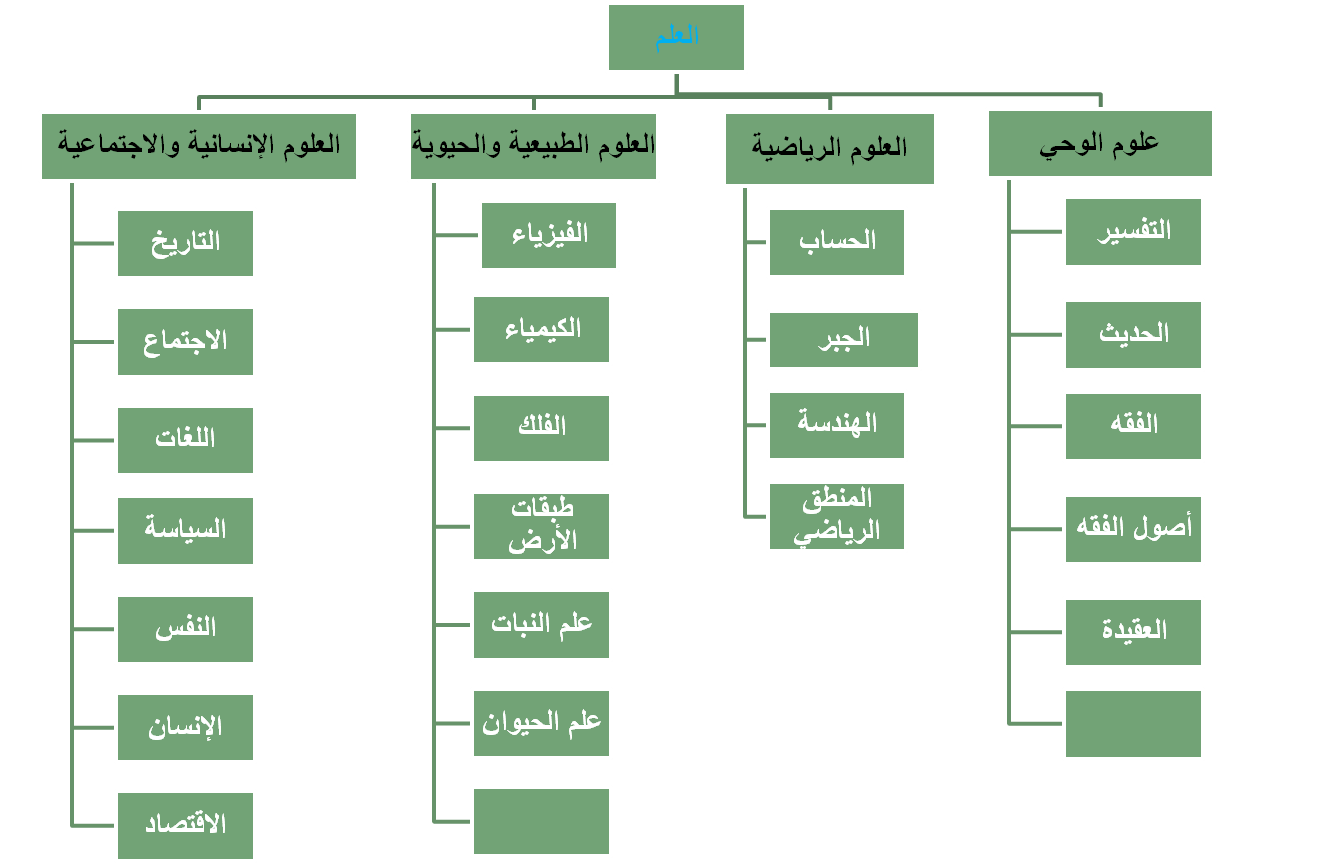 العلم
علوم الوحي
التفسير
الحديث
الفقه
أصول الفقه
العقيدة
العلوم الرياضية
الحساب
الجبر
الهندسة
المنطق
الرياضي
العلوم الطبيعية والحيوية
الفيزياء
الكيمياء
الفلك
طبقات
الأرض
علم النبات
علم الحيوان
العلوم الإنسانية والاجتماعية
التاريخ
الاجتماع
اللغات
السياسة
النفس
الإنسان
الاقتصاد